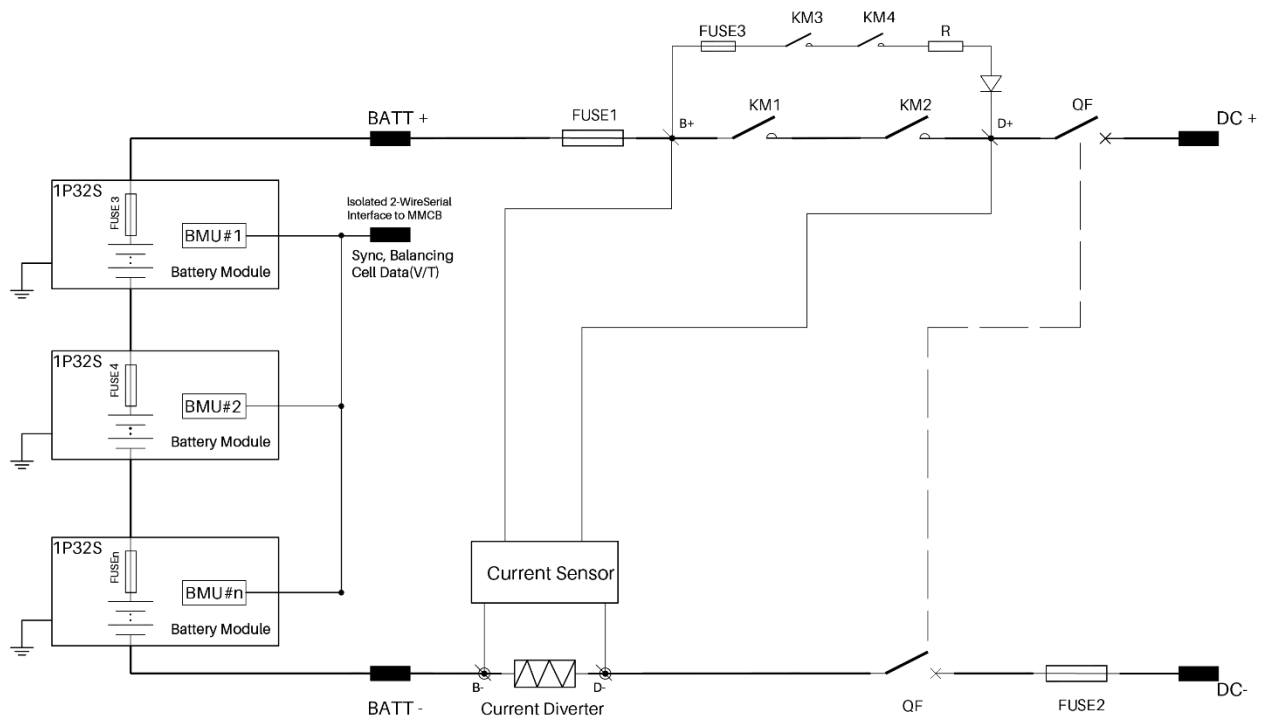 KM3
KM4
FUSE3
R
BATT +
FUSE1
B+
KM1
KM2
D+
QF
DC +
1P32S
FUSE 3
BMU#1
Battery Module
Isolated 2-WireSerial
Interface to MMCB
Sync, Balancing
Cell Data(V/T)
1P32S
FUSE 4
BMU#2
Battery Module
1P32S
FUSEn
BMU#n
Battery Module
Current Sensor
BATT -
B-
D-
Current Diverter
QF
FUSE2
DC-